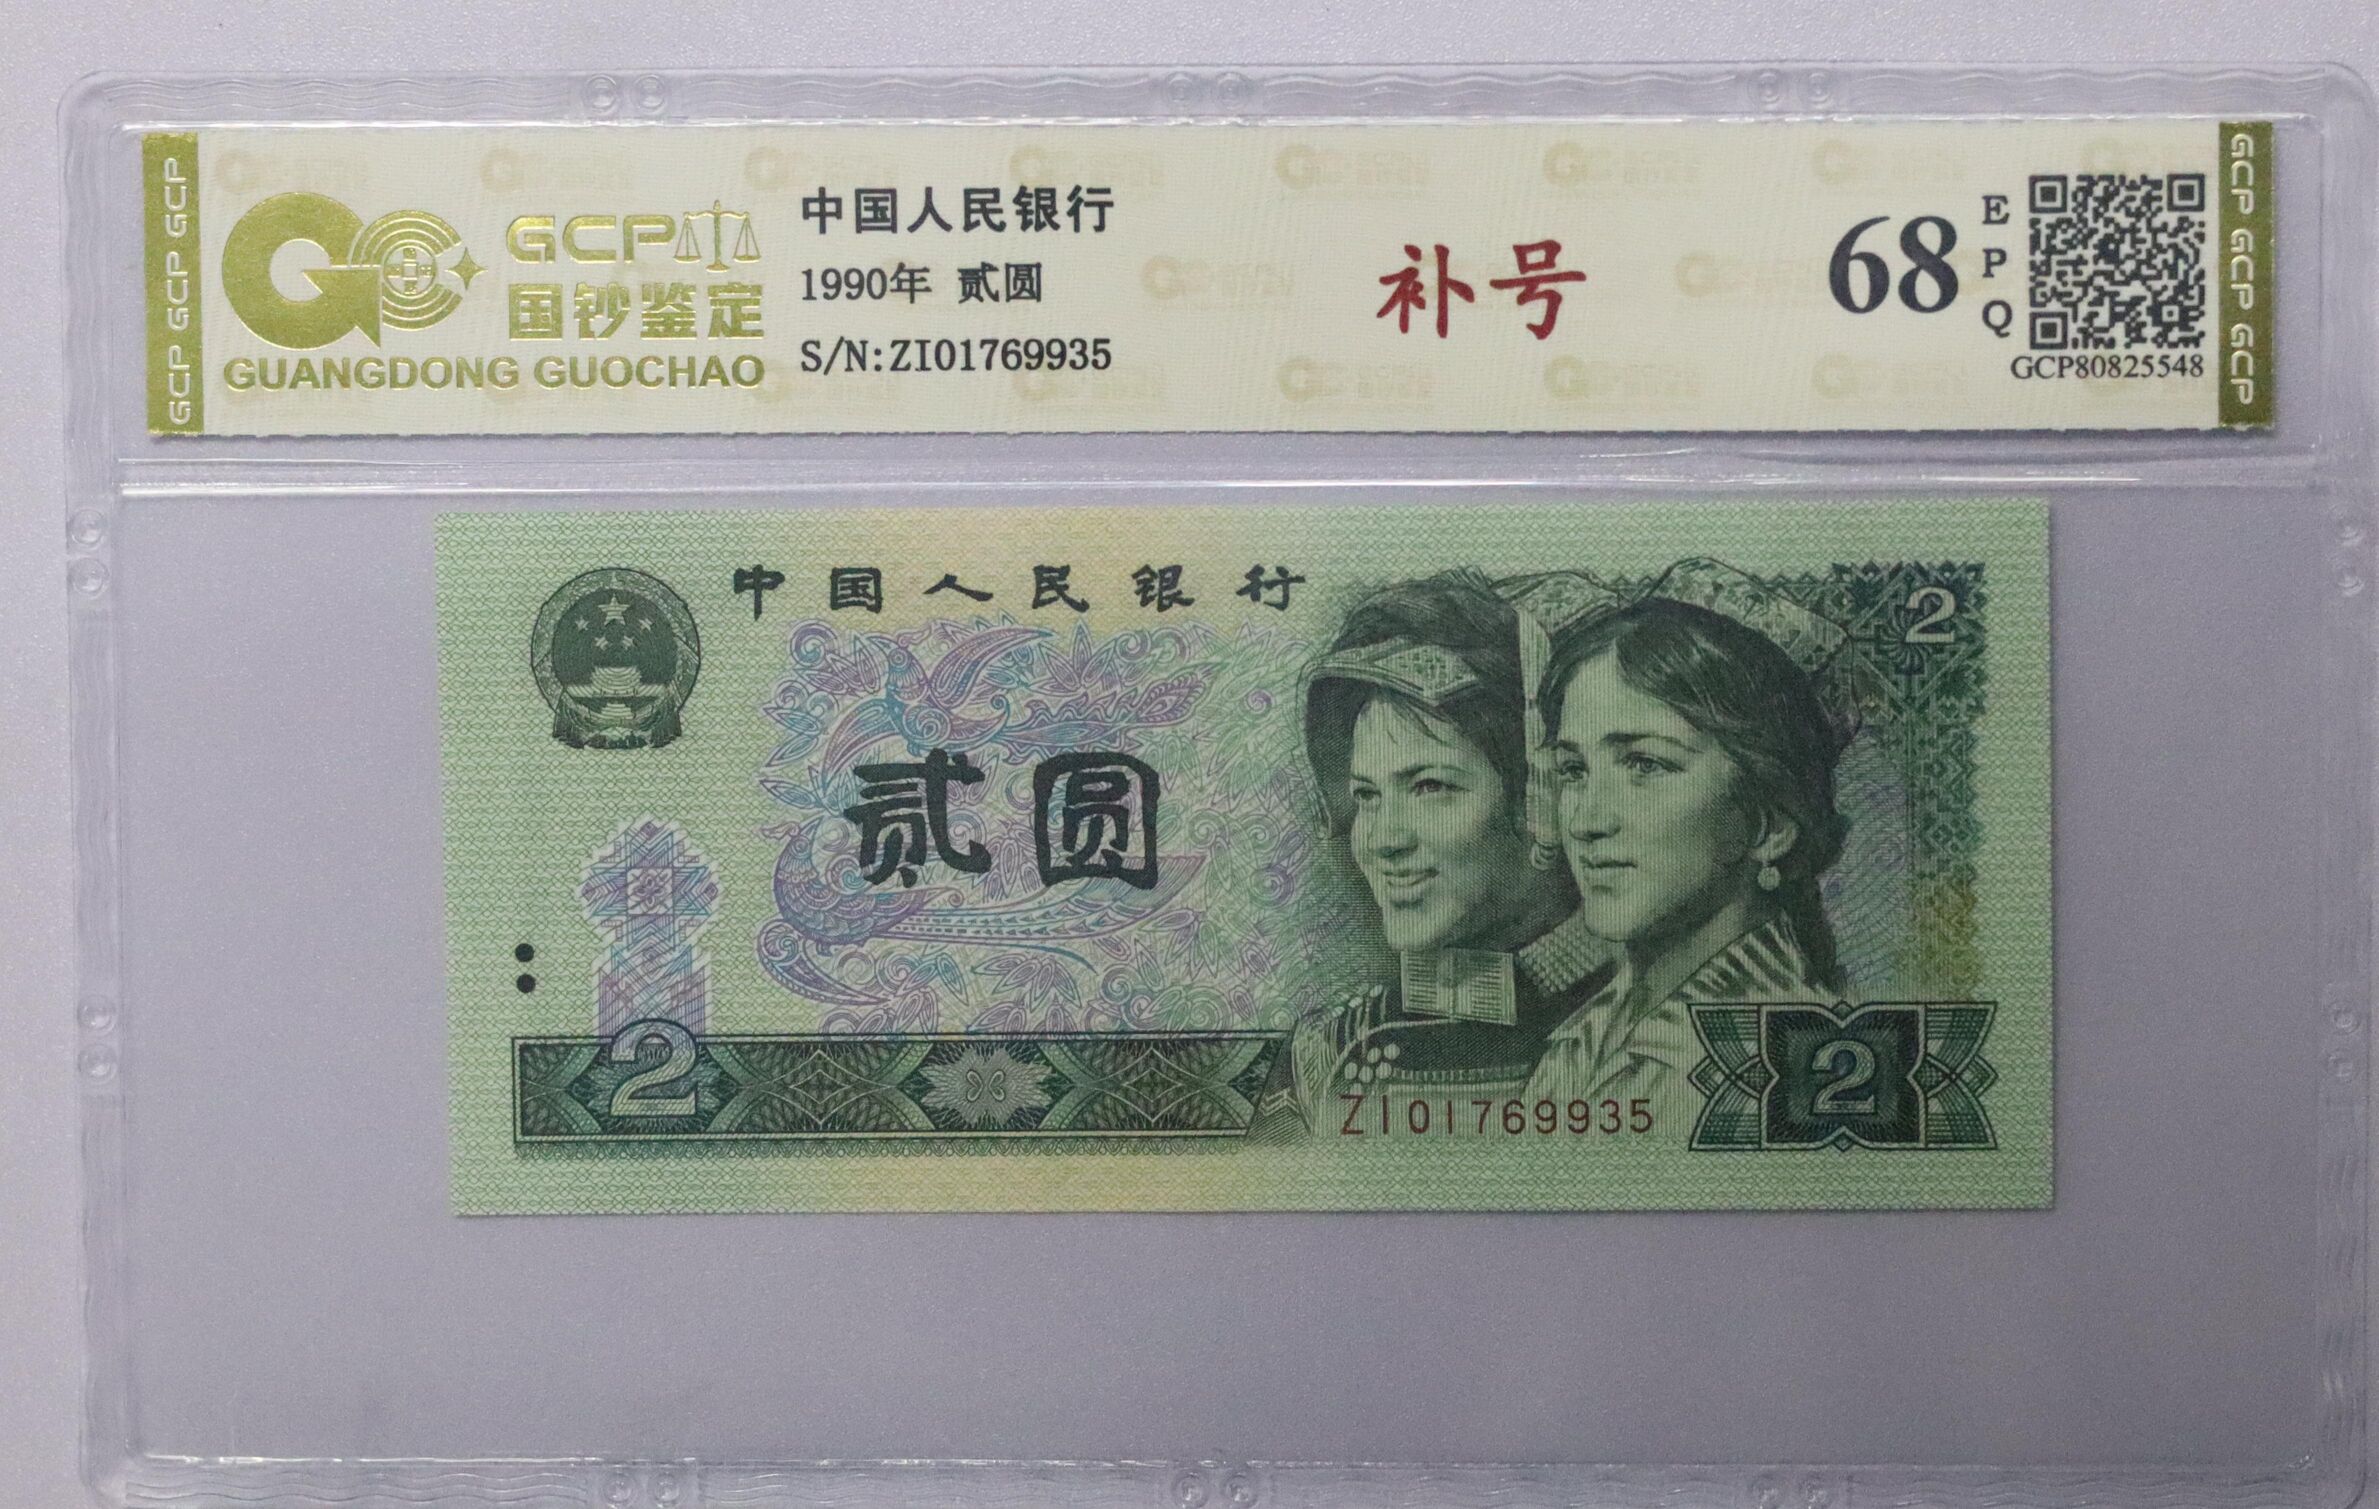 GCP GCP GCP
GCP
国钞鉴定
GUANGDONG GUOCHAO
中国人民银行
1990年 贰圆
S/N:ZI01769935
补号
68
EPQ
GCP80825548
GCP GCP GCP
中国人民银行
2
贰圆
2
ZI01769935
2